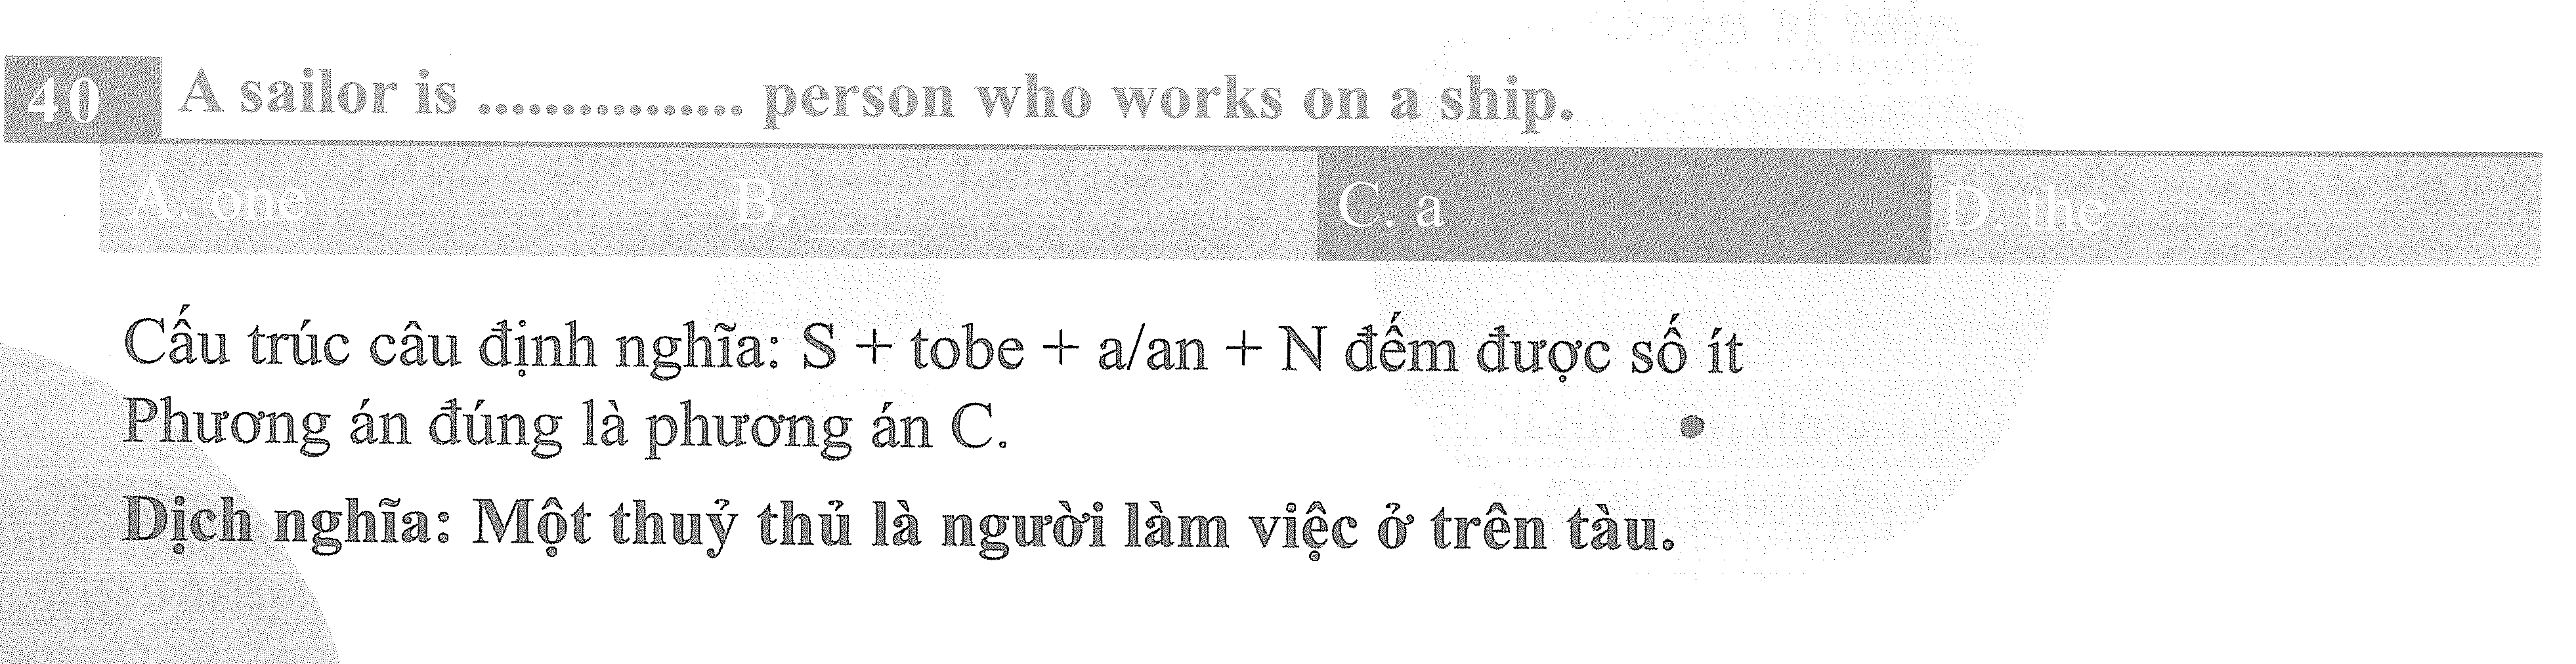 40 A sailor is ............... person who works on a ship.
A. one B. ___ C. a D. the
Cấu trúc câu định nghĩa: S + tobe + a/an + N đếm được số ít
Phương án đúng là phương án C.
Dịch nghĩa: Một thuỷ thủ là người làm việc ở trên tàu.